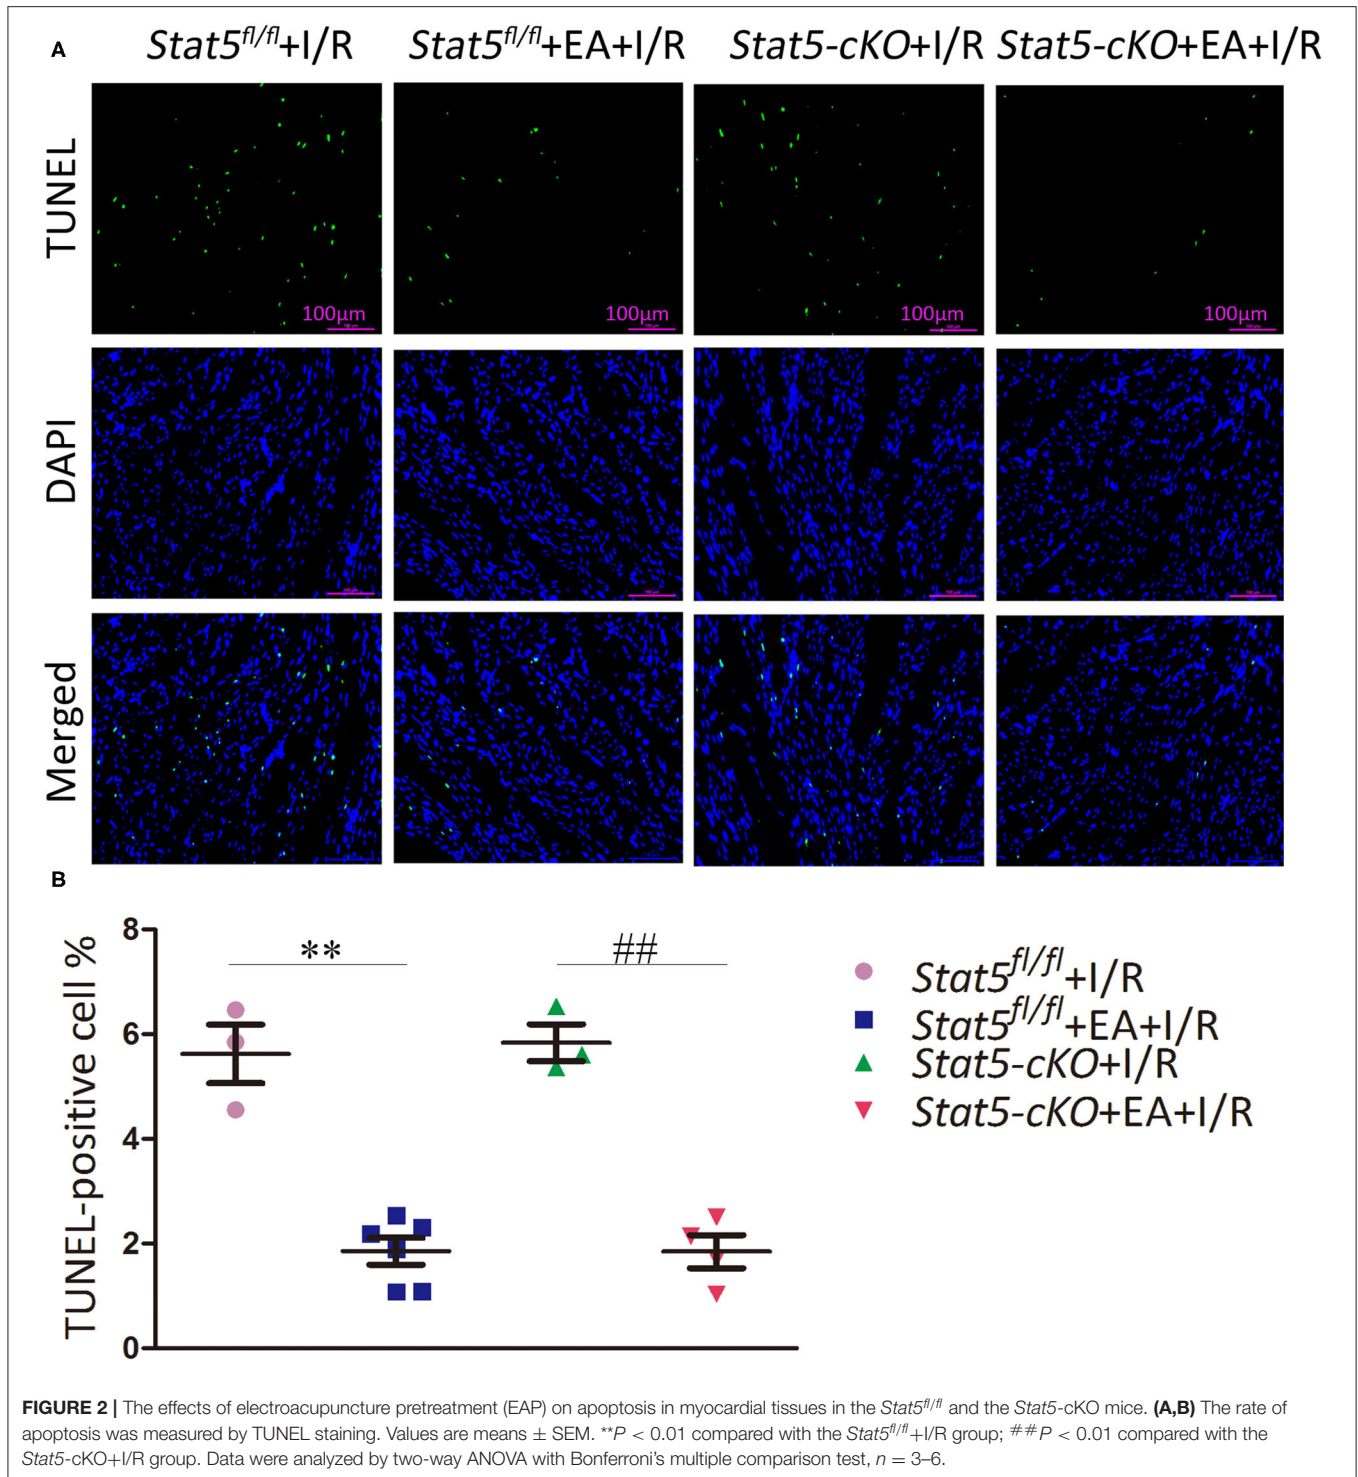 A
Stat5fl/fl+I/R Stat5fl/fl+EA+I/R Stat5-cKO+I/R Stat5-cKO+EA+I/R
TUNEL
100μm 100μm 100μm 100μm
DAPI
Merged
B
TUNEL-positive cell %
8
6
4
2
0
**
##
Stat5fl/fl+I/R
Stat5fl/fl+EA+I/R
Stat5-cKO+I/R
Stat5-cKO+EA+I/R
FIGURE 2 | The effects of electroacupuncture pretreatment (EAP) on apoptosis in myocardial tissues in the Stat5fl/fl and the Stat5-cKO mice. (A,B) The rate of
apoptosis was measured by TUNEL staining. Values are means ± SEM. **P < 0.01 compared with the Stat5fl/fl+I/R group; ##P < 0.01 compared with the
Stat5-cKO+I/R group. Data were analyzed by two-way ANOVA with Bonferroni's multiple comparison test, n = 3–6.